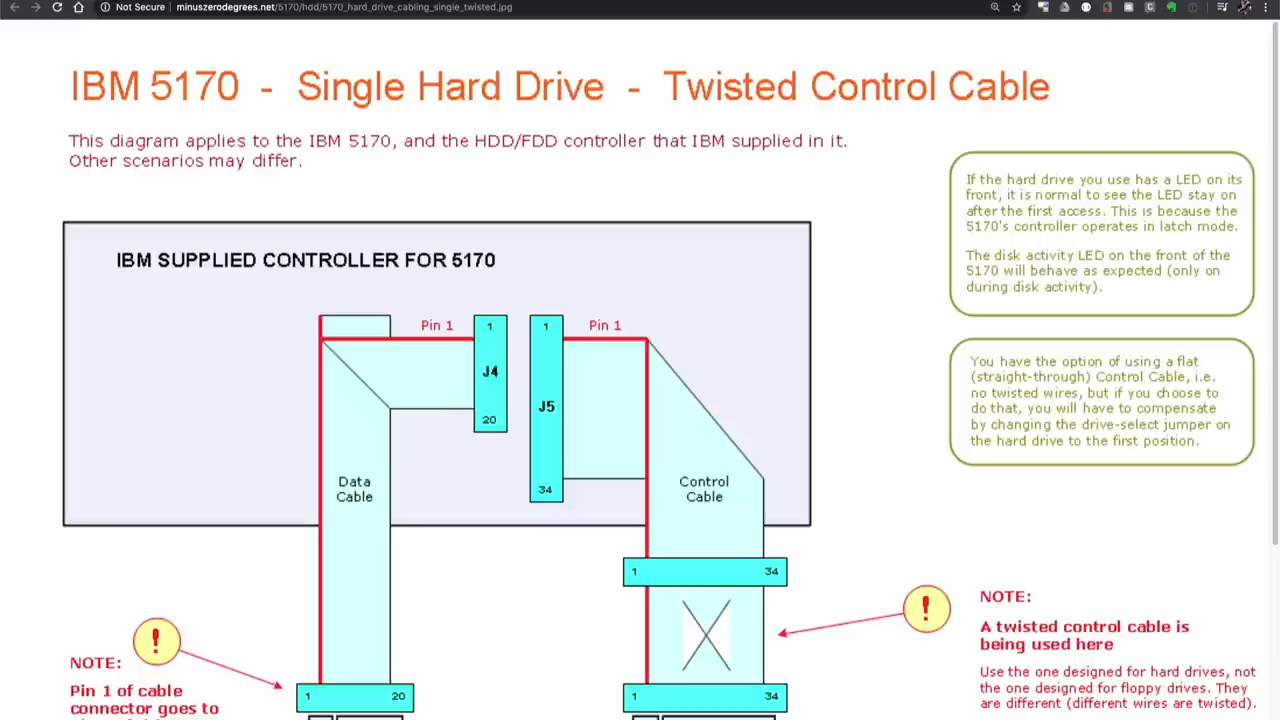 Not Secure | minuszerodegrees.net/5170/hdd/5170_hard_drive_cabling_single_twisted.jpg
IBM 5170 - Single Hard Drive - Twisted Control Cable
This diagram applies to the IBM 5170, and the HDD/FDD controller that IBM supplied in it.
Other scenarios may differ.
If the hard drive you use has a LED on its
front, it is normal to see the LED stay on
after the first access. This is because the
5170's controller operates in latch mode.
The disk activity LED on the front of the
5170 will behave as expected (only on
during disk activity).
IBM SUPPLIED CONTROLLER FOR 5170
Pin 1
1
1
Pin 1
J4
J5
20
34
You have the option of using a flat
(straight-through) Control Cable, i.e.
no twisted wires, but if you choose to
do that, you will have to compensate
by changing the drive-select jumper on
the hard drive to the first position.
Data
Cable
Control
Cable
1
34
!
NOTE:
A twisted control cable is
being used here
Use the one designed for hard drives, not
the one designed for floppy drives. They
are different (different wires are twisted).
!
NOTE:
Pin 1 of cable
connector goes to
1
20
1
34